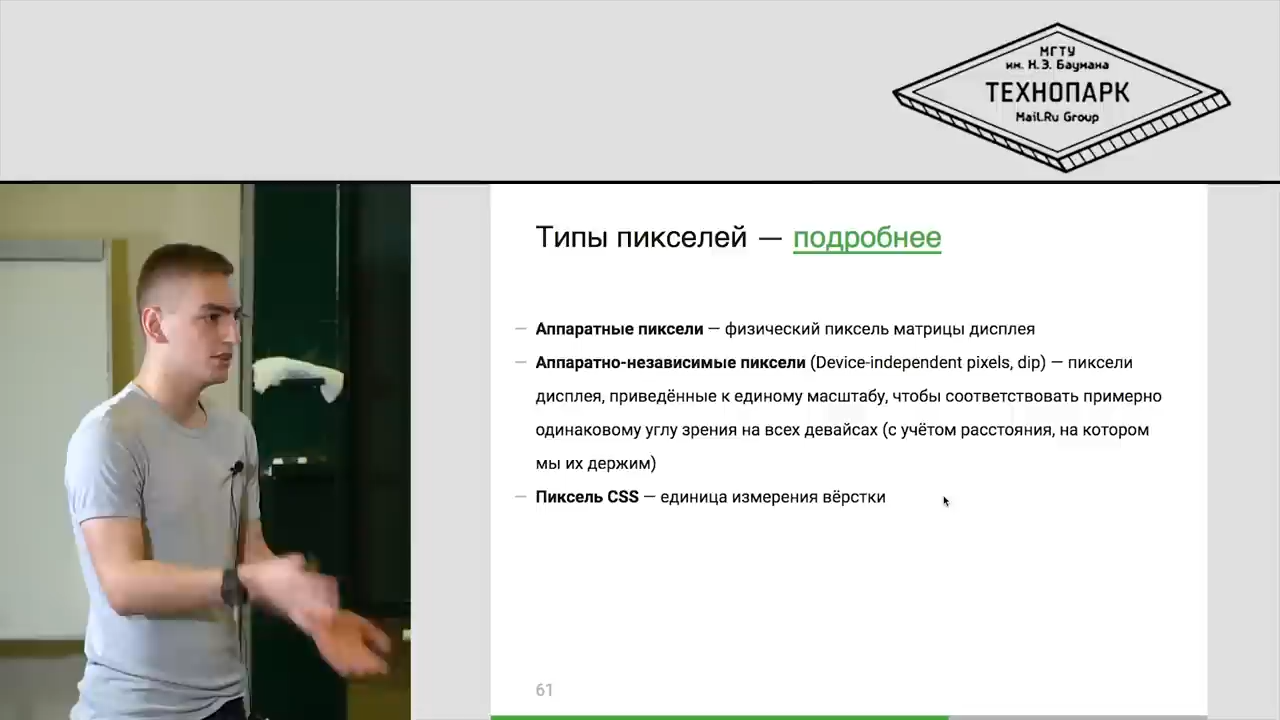 МГТУ
им. Н.Э. Баумана
ТЕХНОПАРК
Mail.Ru Group
Типы пикселей — подробнее
— Аппаратные пиксели — физический пиксель матрицы дисплея
— Аппаратно-независимые пиксели (Device-independent pixels, dip) — пиксели
дисплея, приведённые к единому масштабу, чтобы соответствовать примерно
одинаковому углу зрения на всех девайсах (с учётом расстояния, на котором
мы их держим)
— Пиксель CSS — единица измерения вёрстки
61